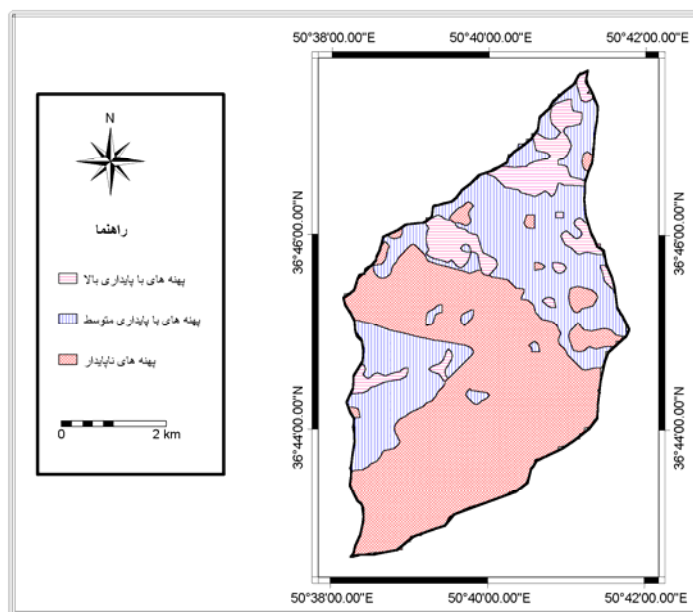 50°38'00.00"E 50°40'00.00"E 50°42'00.00"E
N
راهنما
پهنه های با پایداری بالا
پهنه های با پایداری متوسط
پهنه های ناپایدار
0 2 km
36°46'00.00"N 36°46'00.00"N
36°44'00.00"N 36°44'00.00"N
50°38'00.00"E 50°40'00.00"E 50°42'00.00"E